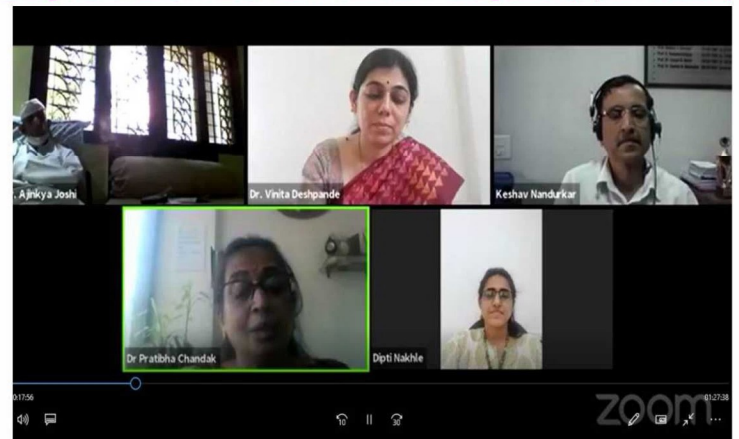 . Ajinkya Joshi
Dr. Vinita Deshpande
Keshav Nandurkar
Dr Pratibha Chandak
Dipti Nakhle
0:17:56
01:27:38
zoom
10
30